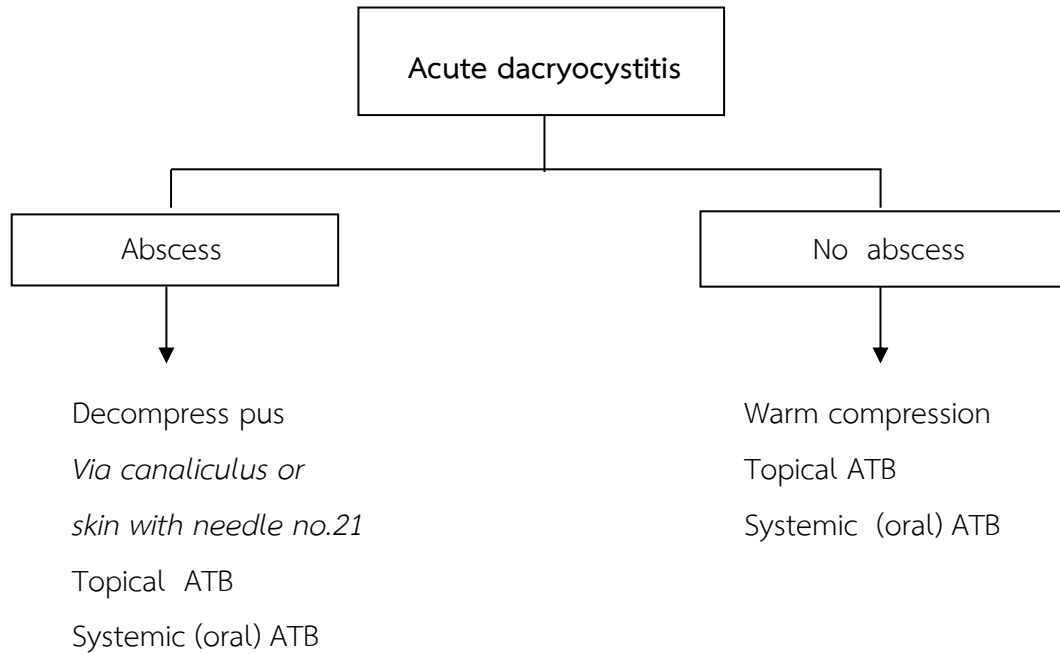 Acute dacryocystitis
Abscess
No abscess
Decompress pus
Via canaliculus or
skin with needle no.21
Topical ATB
Systemic (oral) ATB
Warm compression
Topical ATB
Systemic (oral) ATB